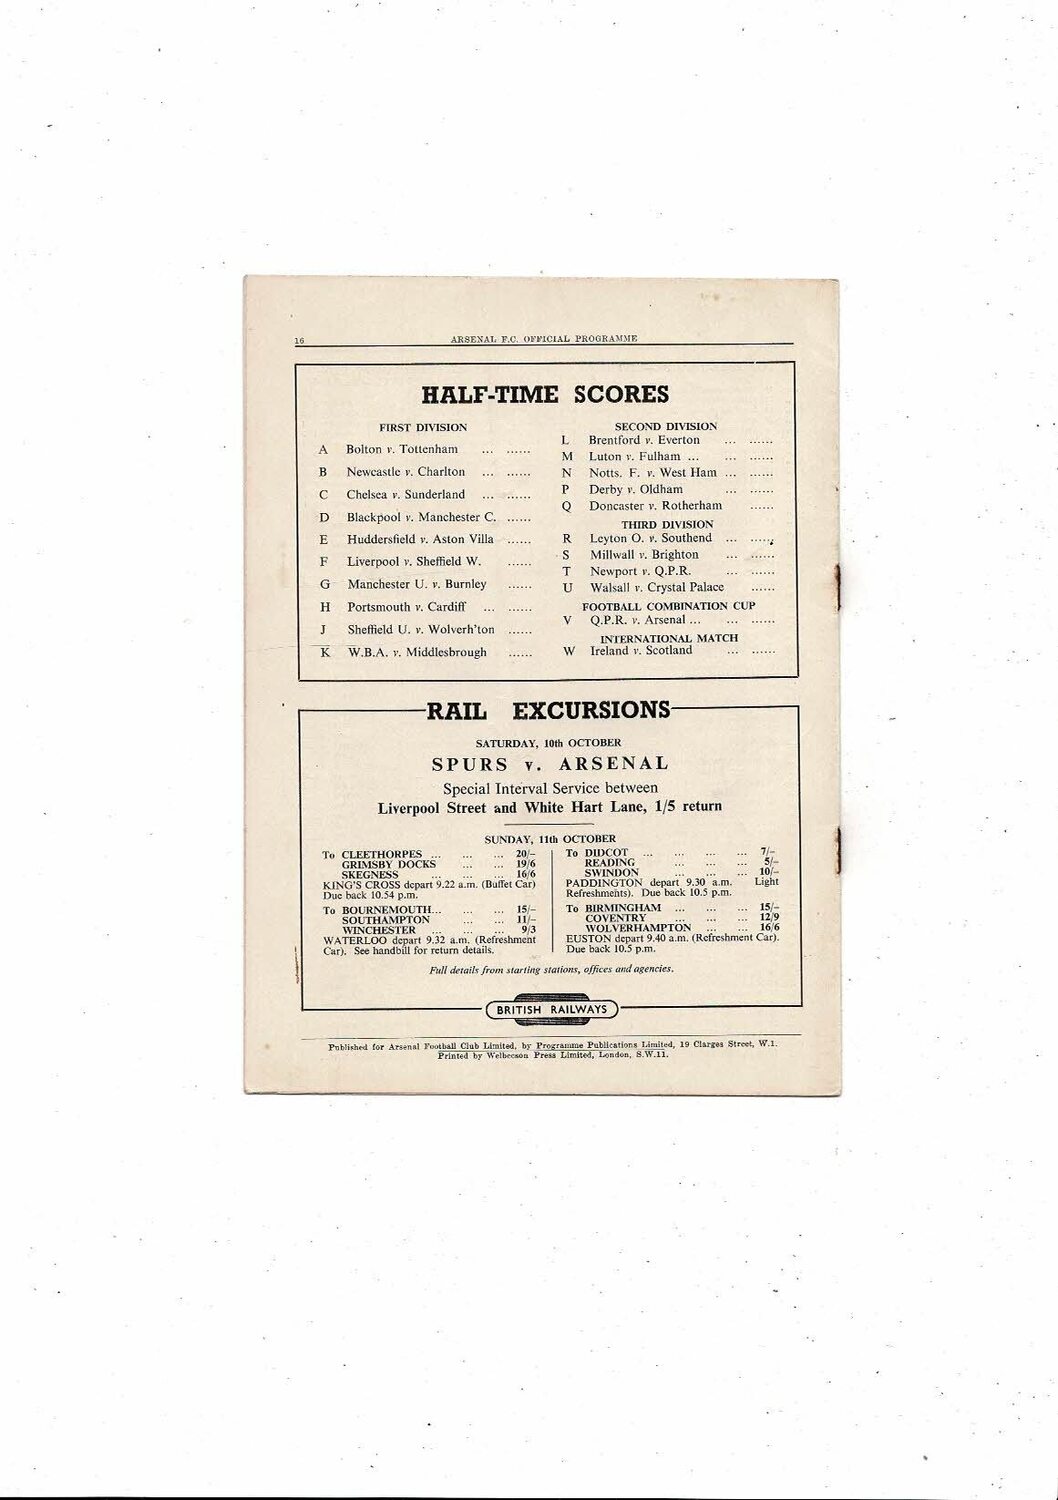 16
ARSENAL F.C. OFFICIAL PROGRAMME
HALF-TIME SCORES
FIRST DIVISION
A Bolton v. Tottenham ... ......
B Newcastle v. Charlton ... ......
C Chelsea v. Sunderland ... ......
D Blackpool v. Manchester C. ......
E Huddersfield v. Aston Villa ......
F Liverpool v. Sheffield W. ......
G Manchester U. v. Burnley ......
H Portsmouth v. Cardiff ... ......
J Sheffield U. v. Wolverh'ton ......
K W.B.A. v. Middlesbrough ......
SECOND DIVISION
L Brentford v. Everton ... ......
M Luton v. Fulham ... ... ......
N Notts. F. v. West Ham ... ......
P Derby v. Oldham ... ......
Q Doncaster v. Rotherham ......
THIRD DIVISION
R Leyton O. v. Southend ... ......
S Millwall v. Brighton ... ......
T Newport v. Q.P.R. ... ......
U Walsall v. Crystal Palace ......
FOOTBALL COMBINATION CUP
V Q.P.R. v. Arsenal ... ... ......
INTERNATIONAL MATCH
W Ireland v. Scotland ... ......
RAIL EXCURSIONS
SATURDAY, 10th OCTOBER
SPURS v. ARSENAL
Special Interval Service between
Liverpool Street and White Hart Lane, 1/5 return
SUNDAY, 11th OCTOBER
To CLEETHORPES ... ... ... 20/-
GRIMSBY DOCKS ... ... 19/6
SKEGNESS ... ... ... 16/6
KING'S CROSS depart 9.22 a.m. (Buffet Car)
Due back 10.54 p.m.
To BOURNEMOUTH... ... ... 15/-
SOUTHAMPTON ... ... 11/-
WINCHESTER ... ... ... 9/3
WATERLOO depart 9.32 a.m. (Refreshment
Car). See handbill for return details.
To DIDCOT ... ... ... ... 7/-
READING ... ... ... 5/-
SWINDON ... ... ... 10/-
PADDINGTON depart 9.30 a.m. Light
Refreshments). Due back 10.5 p.m.
To BIRMINGHAM ... ... ... 15/-
COVENTRY ... ... ... 12/9
WOLVERHAMPTON ... ... 16/6
EUSTON depart 9.40 a.m. (Refreshment Car).
Due back 10.5 p.m.
Full details from starting stations, offices and agencies.
BRITISH RAILWAYS
Published for Arsenal Football Club Limited, by Programme Publications Limited, 19 Clarges Street, W.1.
Printed by Welbecson Press Limited, London, S.W.11.